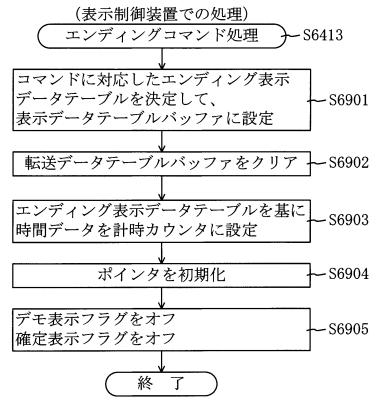 (表示制御装置での処理)
エンディングコマンド処理
S6413
コマンドに対応したエンディング表示
データテーブルを決定して、
表示データテーブルバッファに設定
S6901
転送データテーブルバッファをクリア
S6902
エンディング表示データテーブルを基に
時間データを計時カウンタに設定
S6903
ポインタを初期化
S6904
デモ表示フラグをオフ
確定表示フラグをオフ
S6905
終 了